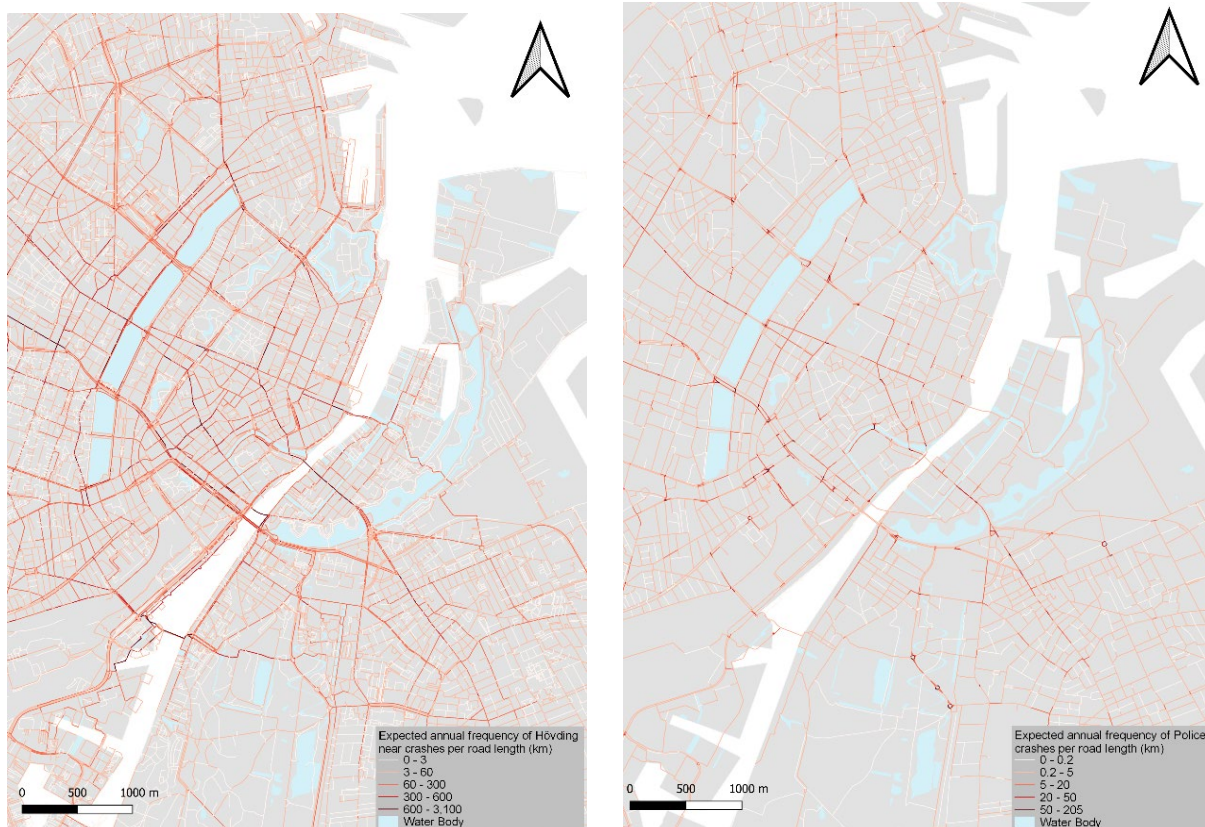 Expected annual frequency of Hövding
near crashes per road length (km)
0 - 3
3 - 60
60 - 300
300 - 600
600 - 3,100
Water Body
0 500 1000 m
Expected annual frequency of Police
crashes per road length (km)
0 - 0.2
0.2 - 5
5 - 20
20 - 50
50 - 205
Water Body
0 500 1000 m